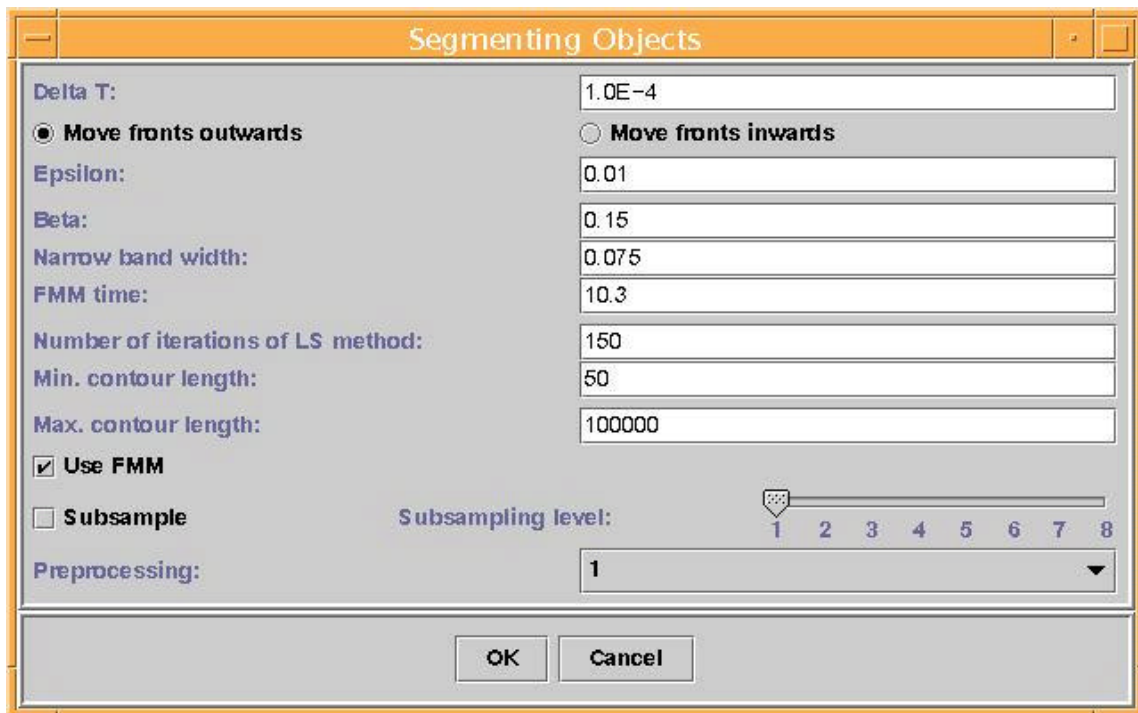 Segmenting Objects
Delta T: 1.0E-4
Move fronts outwards Move fronts inwards
Epsilon: 0.01
Beta: 0.15
Narrow band width: 0.075
FMM time: 10.3
Number of iterations of LS method: 150
Min. contour length: 50
Max. contour length: 100000
Use FMM
Subsample Subsampling level:
1 2 3 4 5 6 7 8
Preprocessing: 1
OK Cancel